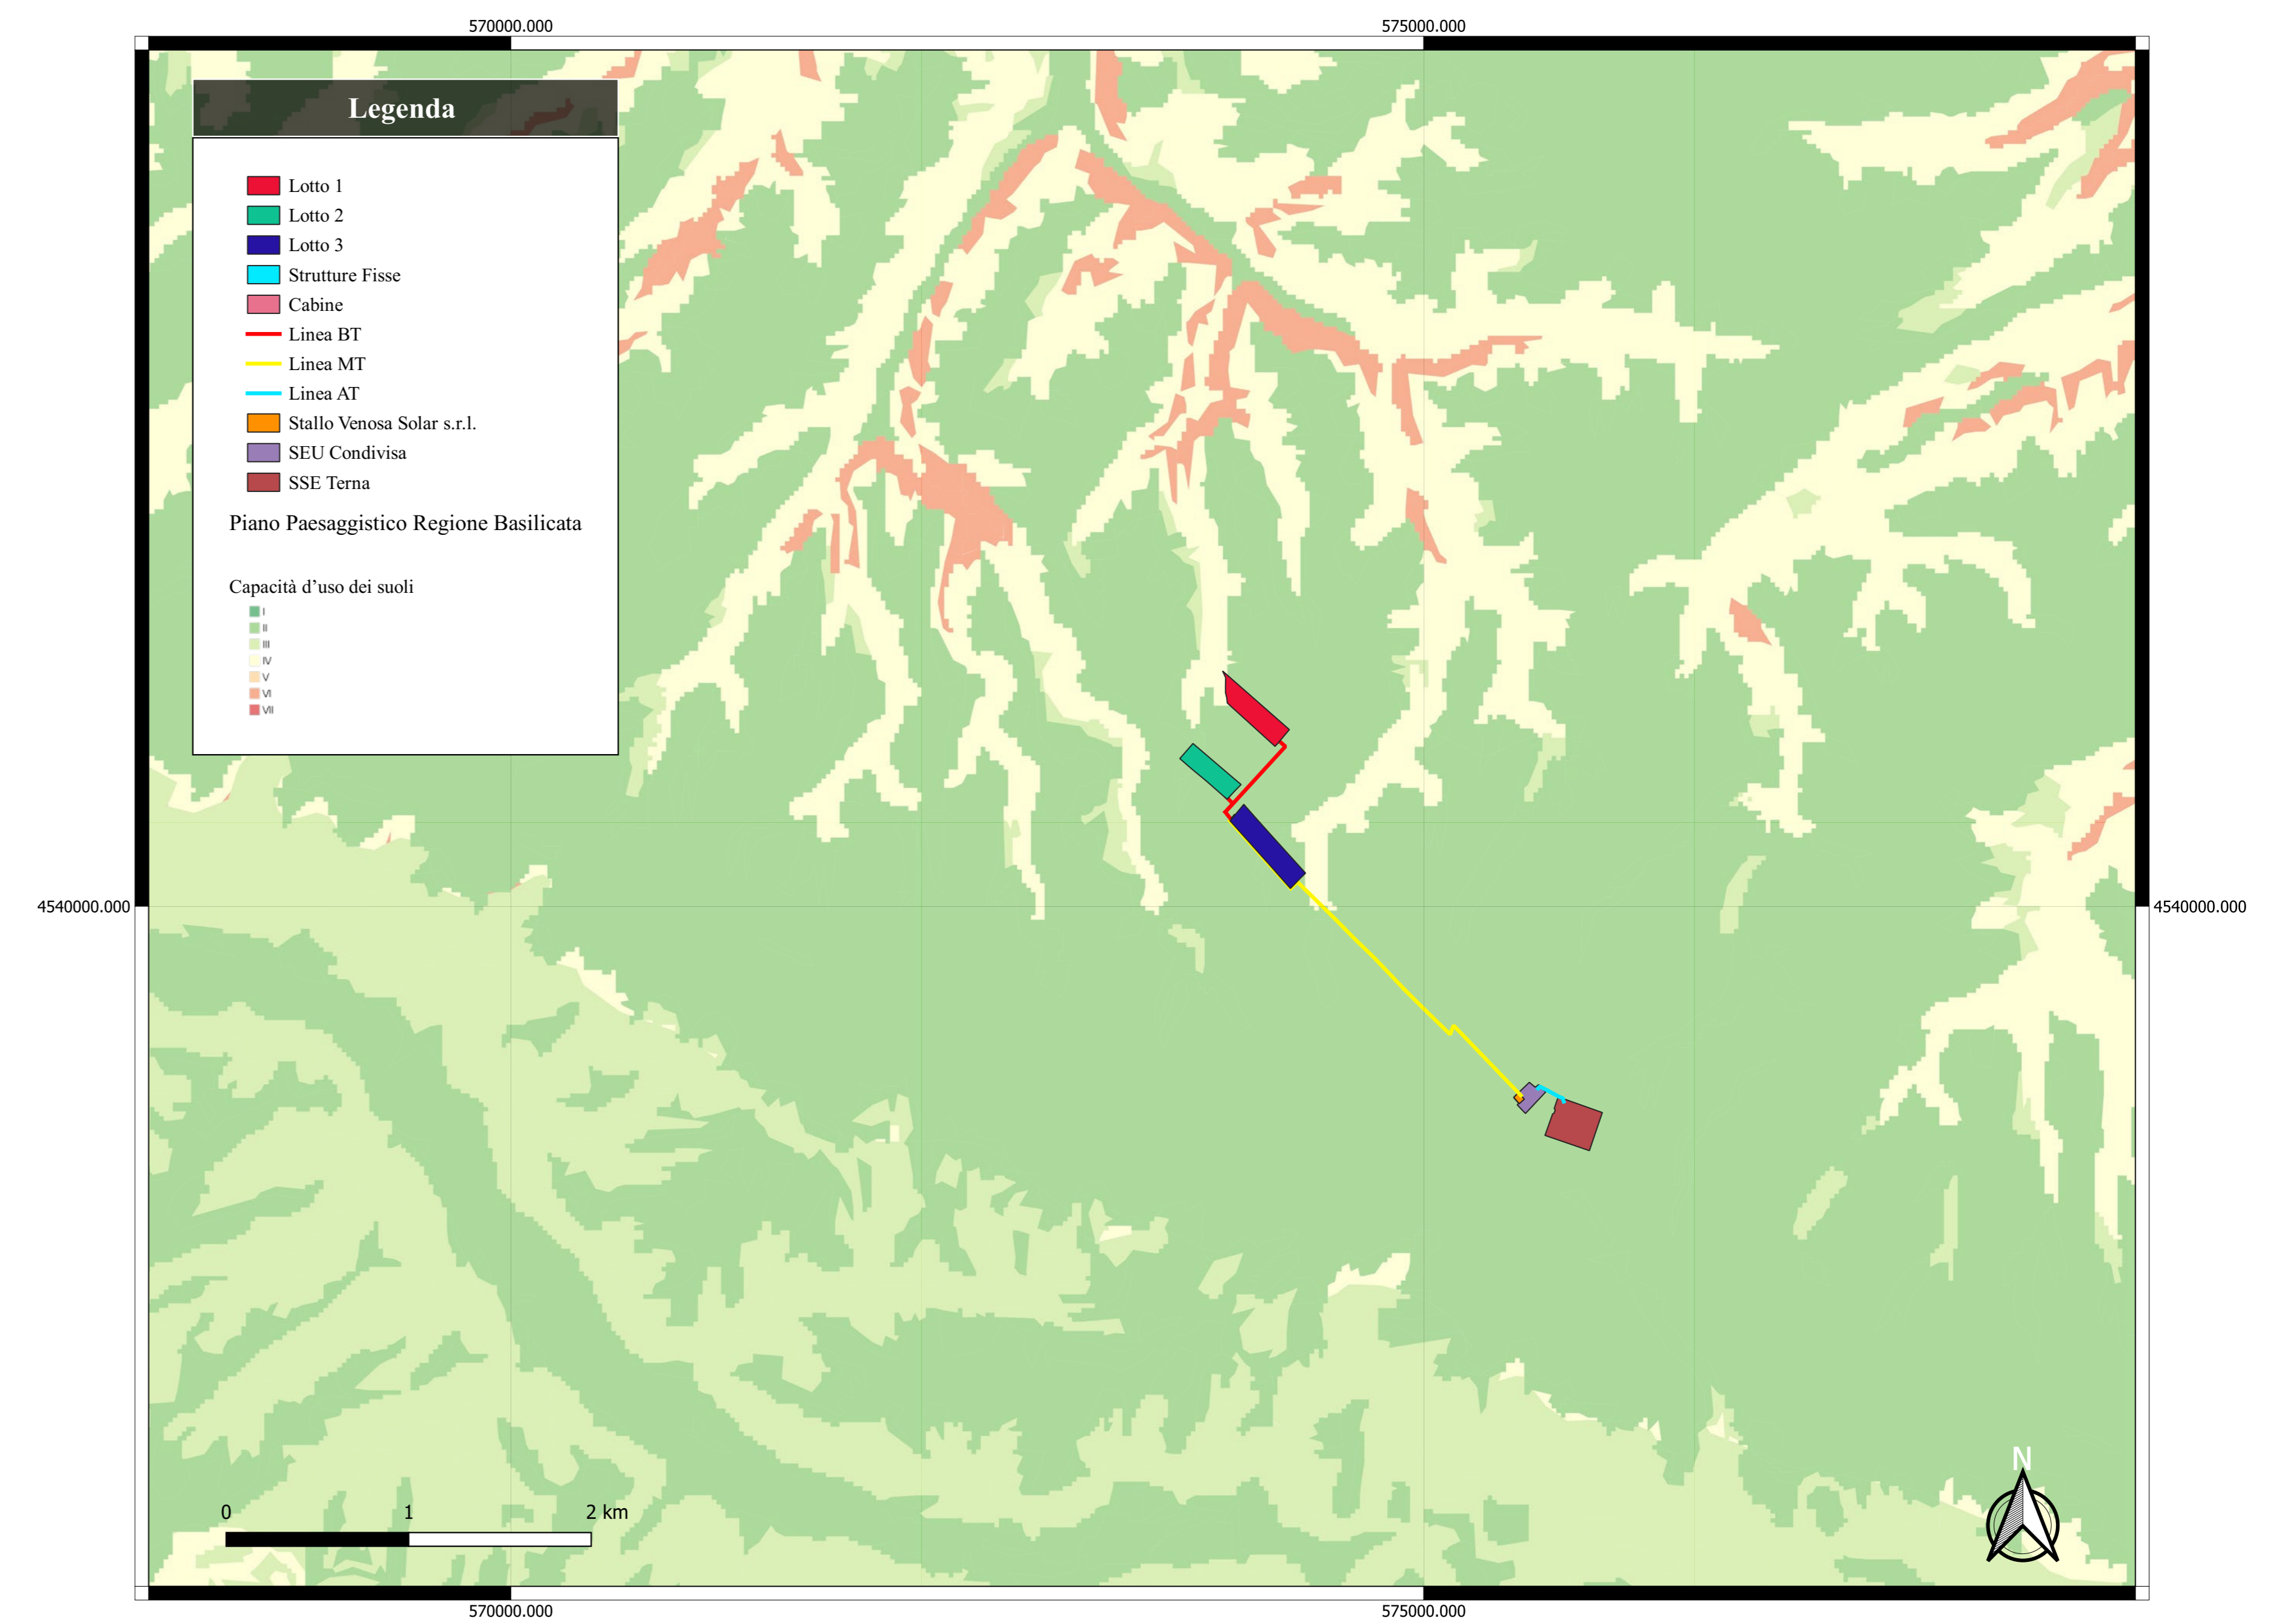 570000.000 575000.000
Legenda
Lotto 1
Lotto 2
Lotto 3
Strutture Fisse
Cabine
Linea BT
Linea MT
Linea AT
Stallo Venosa Solar s.r.l.
SEU Condivisa
SSE Terna
Piano Paesaggistico Regione Basilicata
Capacità d’uso dei suoli
I
II
III
IV
V
VI
VII
4540000.000 4540000.000
N
0 1 2 km
570000.000 575000.000